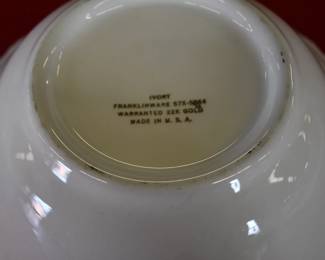 IVORY
FRANKLINWARE
WARRANTED 22K GOLD
MADE IN U.S.A.